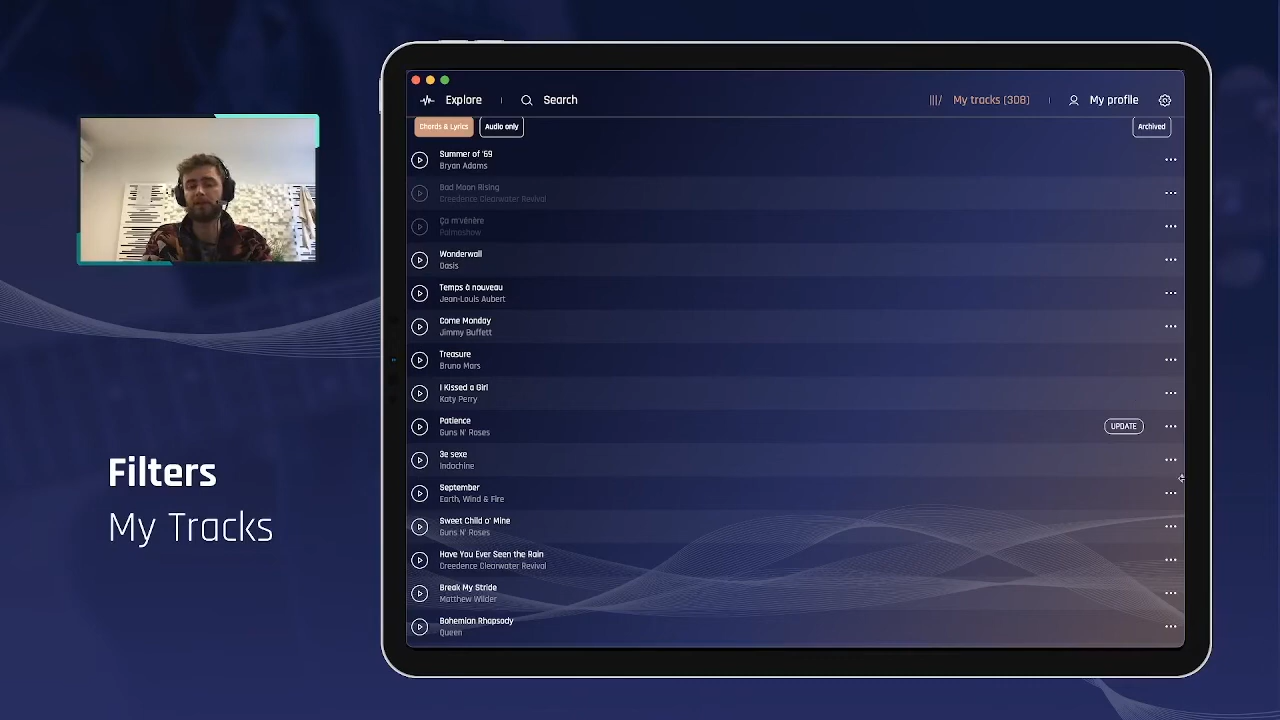 Explore
Search
My tracks (308)
My profile
Chords & Lyrics
Audio only
Archived
Summer of '69
Bryan Adams
Bad Moon Rising
Creedence Clearwater Revival
Ça m'vénère
Palmashow
Wonderwall
Oasis
Temps à nouveau
Jean-Louis Aubert
Come Monday
Jimmy Buffett
Treasure
Bruno Mars
I Kissed a Girl
Katy Perry
Patience
Guns N' Roses
UPDATE
3e sexe
Indochine
September
Earth, Wind & Fire
Sweet Child o' Mine
Guns N' Roses
Have You Ever Seen the Rain
Creedence Clearwater Revival
Break My Stride
Matthew Wilder
Bohemian Rhapsody
Queen
Filters
My Tracks